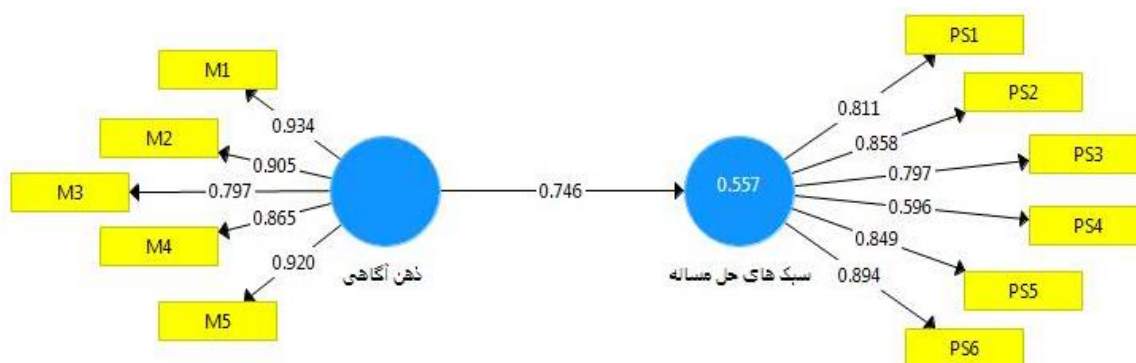 M1
M2
M3
M4
M5
0.934
0.905
0.797
0.865
0.920
ذهن آگاهی
0.746
0.557
سبک های حل مساله
0.811
0.858
0.797
0.596
0.849
0.894
PS1
PS2
PS3
PS4
PS5
PS6